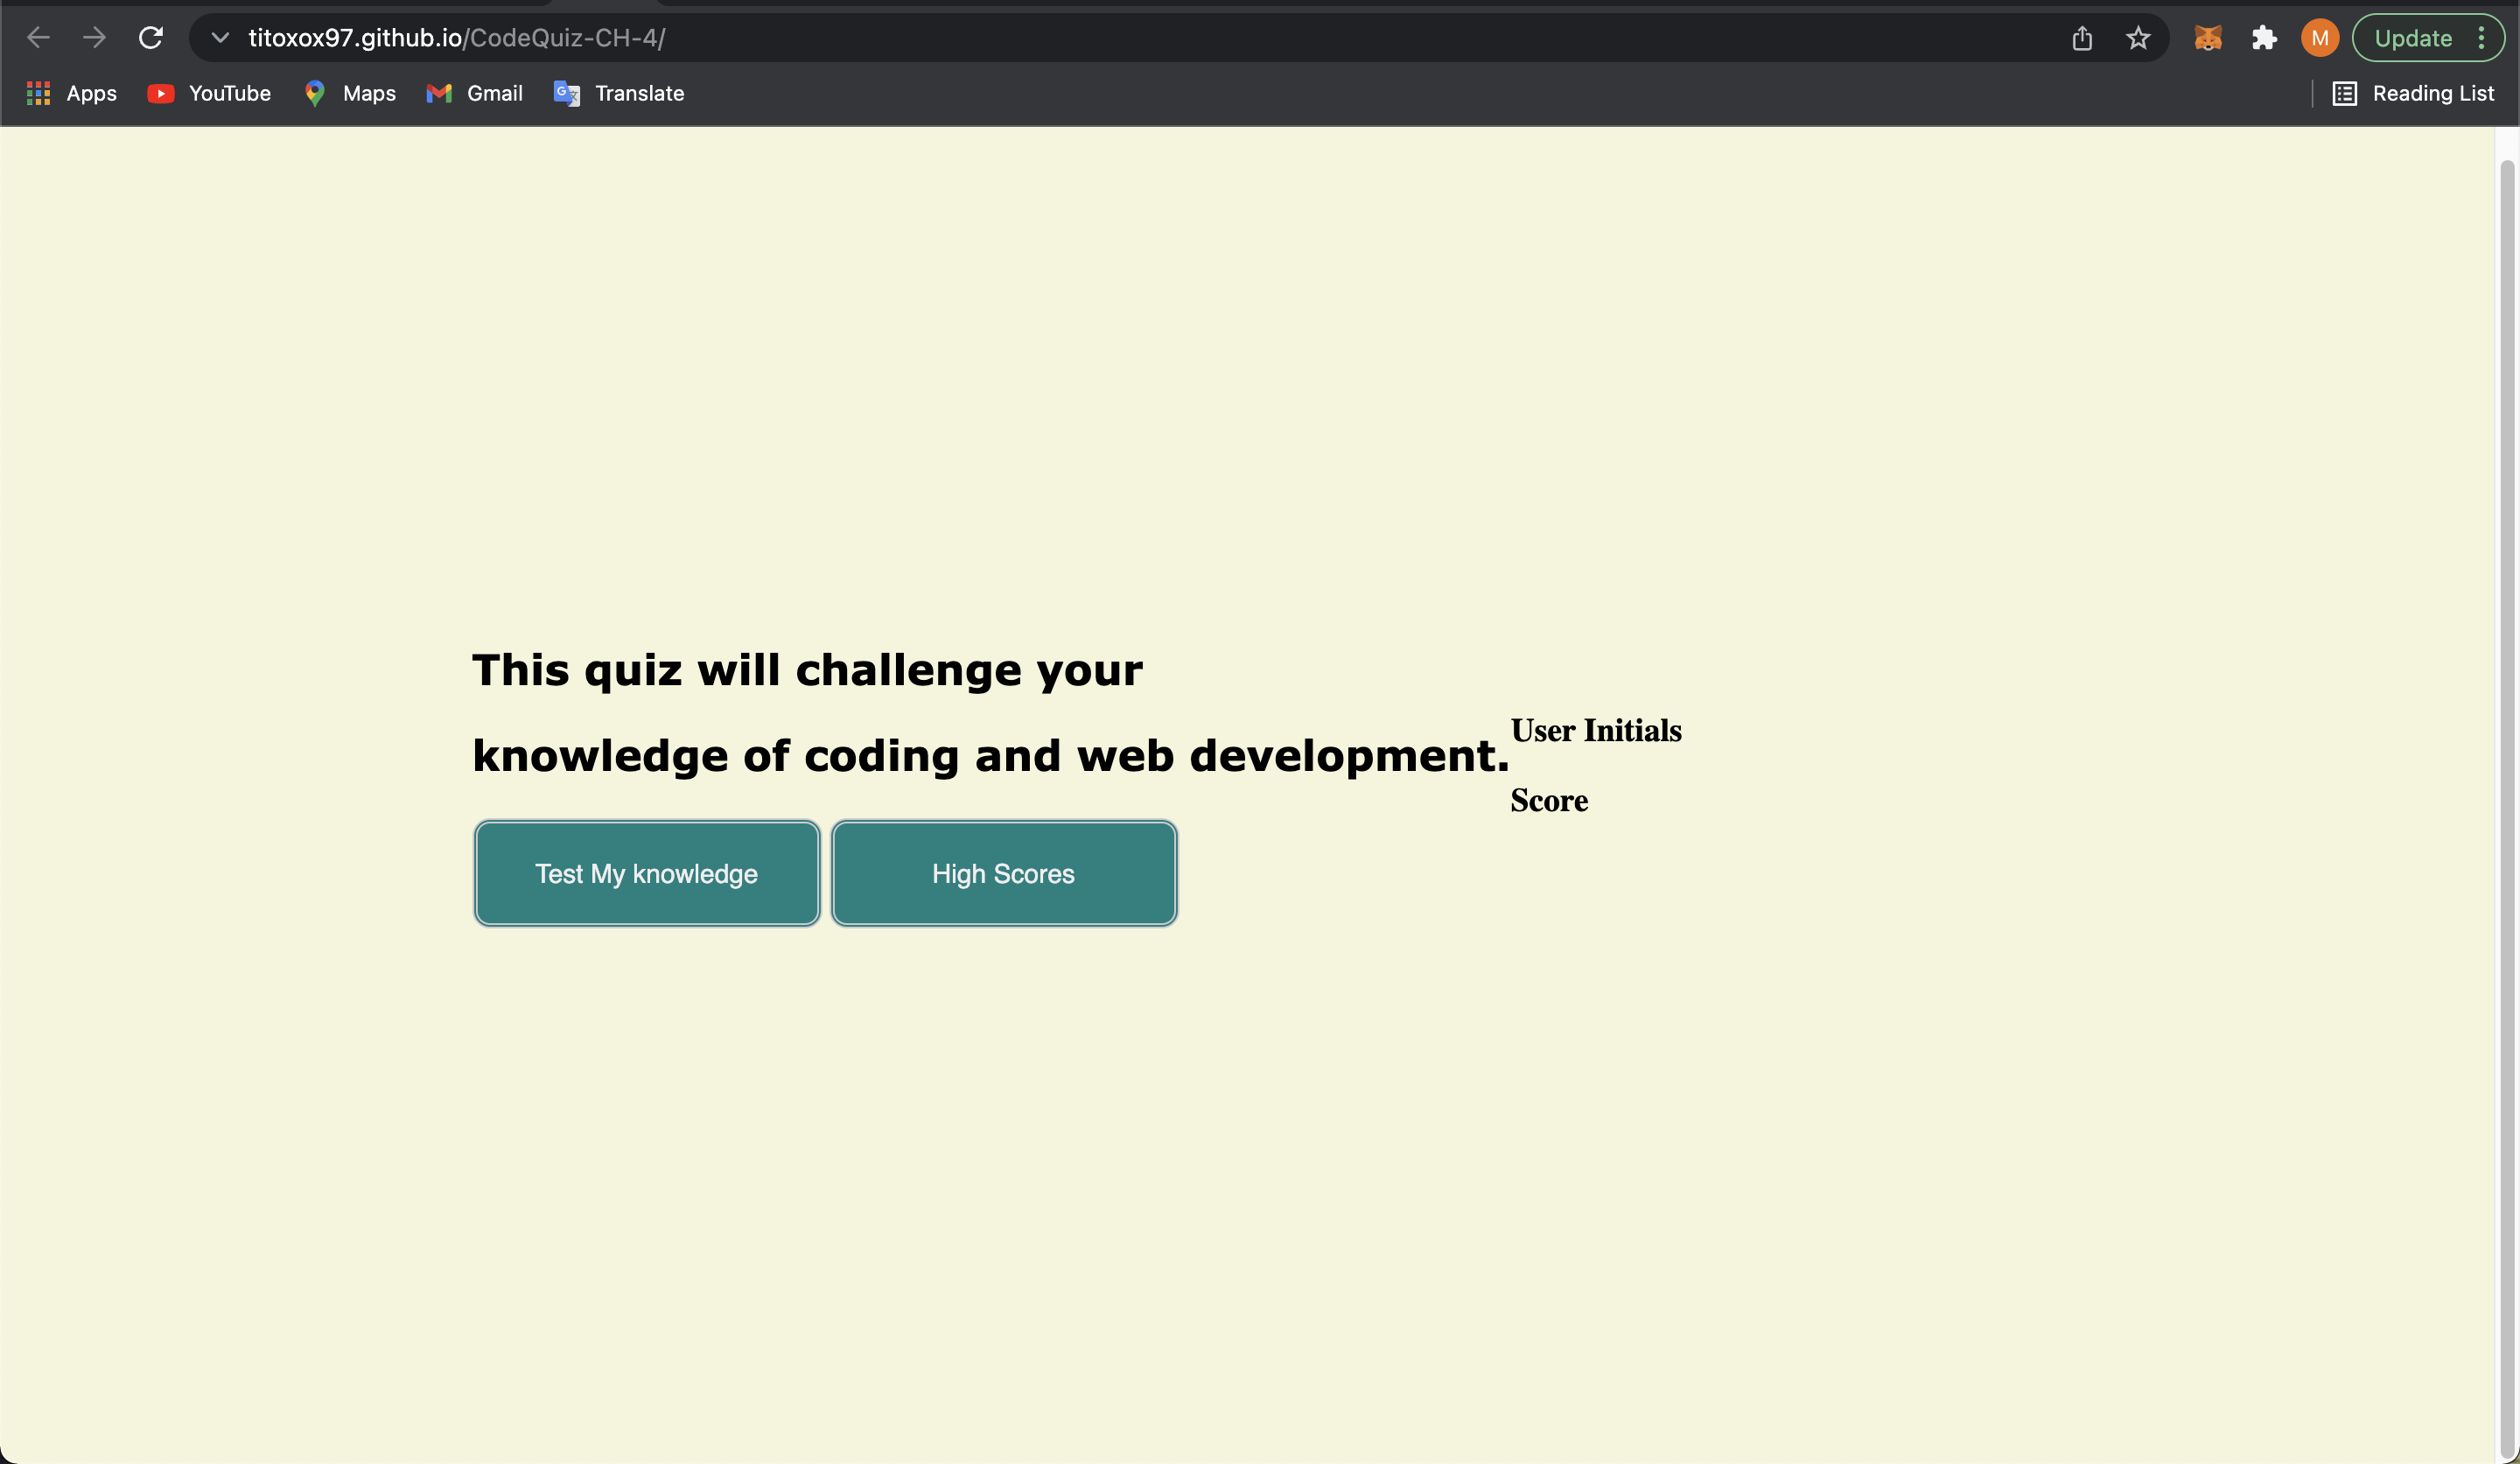 titoxox97.github.io/CodeQuiz-CH-4/
M
Update
Apps
YouTube
Maps
Gmail
Translate
Reading List
This quiz will challenge your
knowledge of coding and web development.
User Initials
Score
Test My knowledge
High Scores